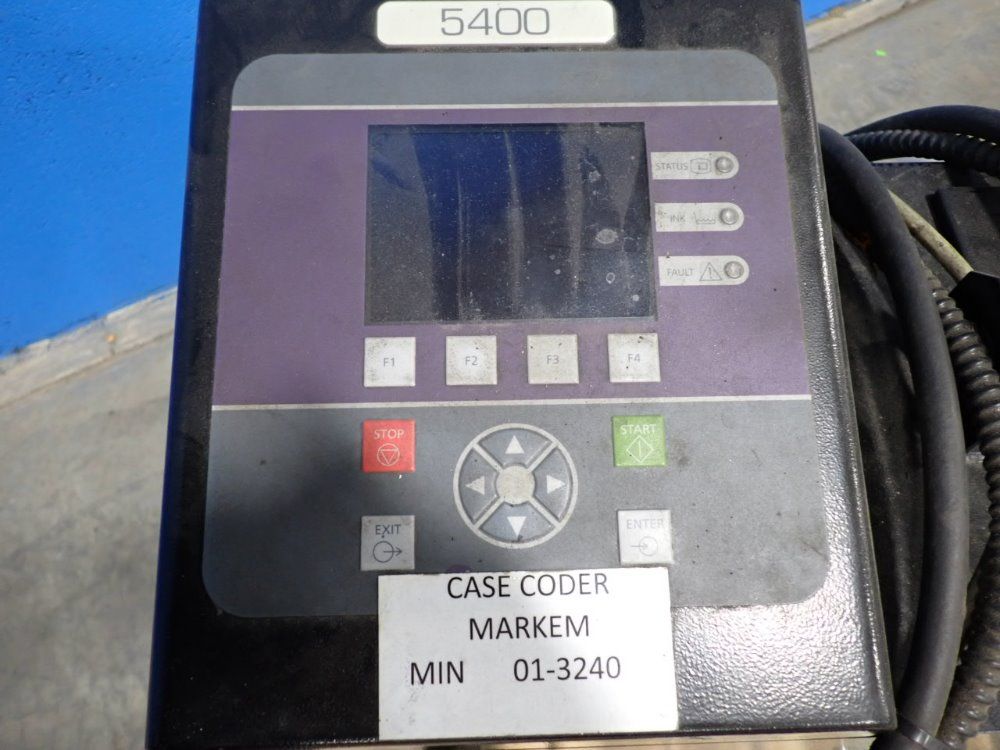 5400
STATUS
INK
FAULT
F1 F2 F3 F4
STOP START
EXIT ENTER
CASE CODER
MARKEM
MIN 01-3240